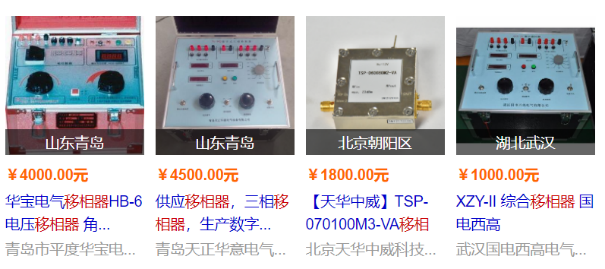 山东青岛
¥4000.00元
华宝电气移相器HB-6
电压移相器 角...
青岛市平度华宝电...
山东青岛
¥4500.00元
供应移相器，三相移
相器，生产数字...
青岛天正华意电气...
北京朝阳区
¥1800.00元
【天华中威】TSP-
070100M3-VA移相
北京天华中威科技...
湖北武汉
¥1000.00元
XZY-II 综合移相器 国
电西高
武汉国电西高电气...